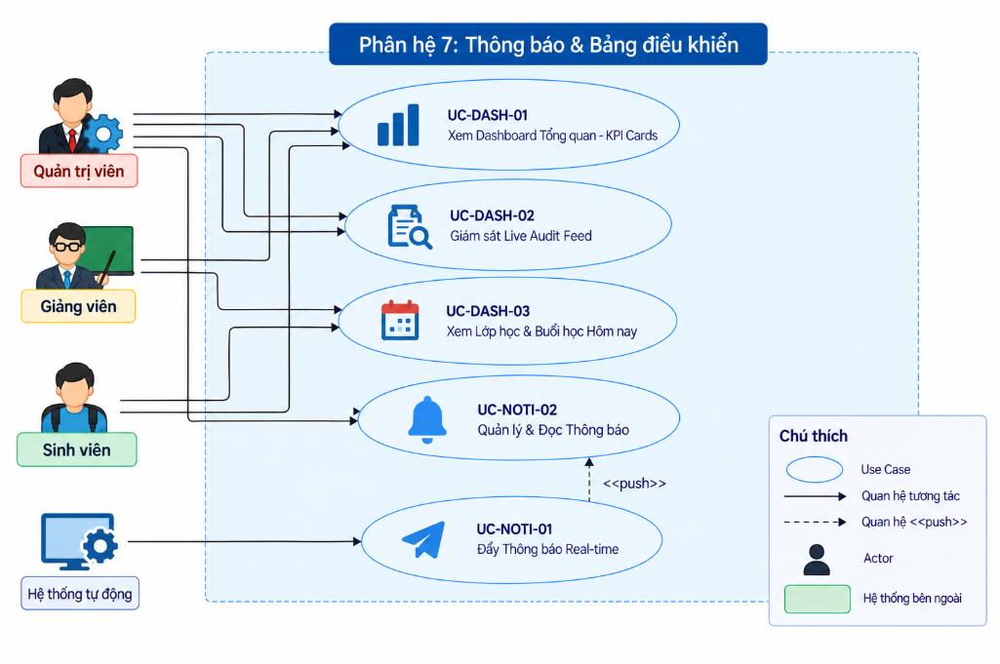 Phân hệ 7: Thông báo & Bảng điều khiển
Quản trị viên
Giảng viên
Sinh viên
Hệ thống tự động
UC-DASH-01
Xem Dashboard Tổng quan - KPI Cards
UC-DASH-02
Giám sát Live Audit Feed
UC-DASH-03
Xem Lớp học & Buổi học Hôm nay
UC-NOTI-02
Quản lý & Đọc Thông báo
<<push>>
UC-NOTI-01
Đẩy Thông báo Real-time
Chú thích
Use Case
Quan hệ tương tác
Quan hệ <<push>>
Actor
Hệ thống bên ngoài